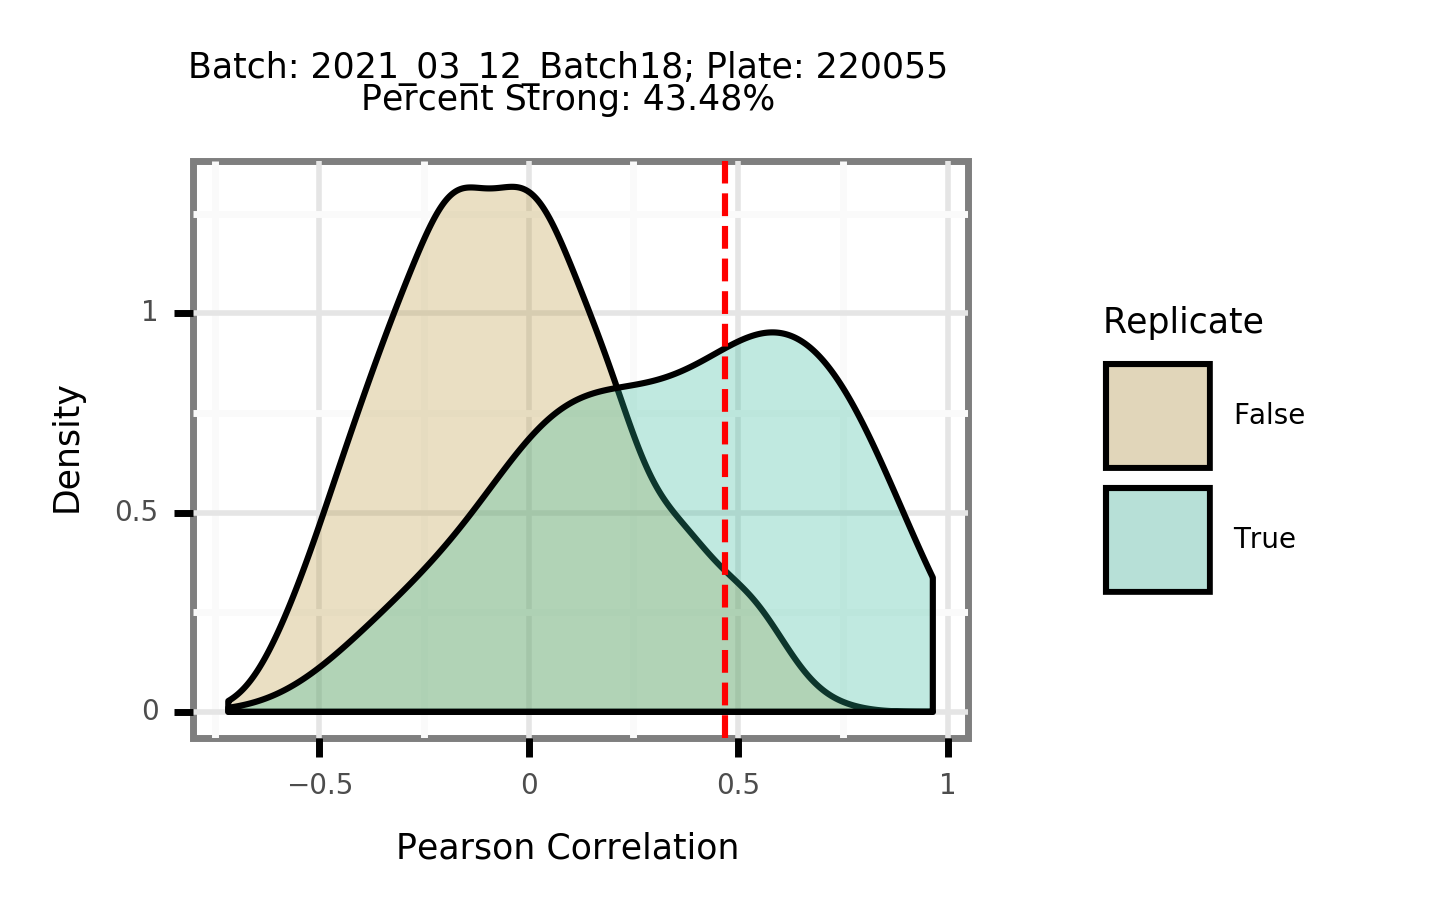 Batch: 2021_03_12_Batch18; Plate: 220055
Percent Strong: 43.48%
Density
1
0.5
0
−0.5
0
0.5
1
Pearson Correlation
Replicate
False
True